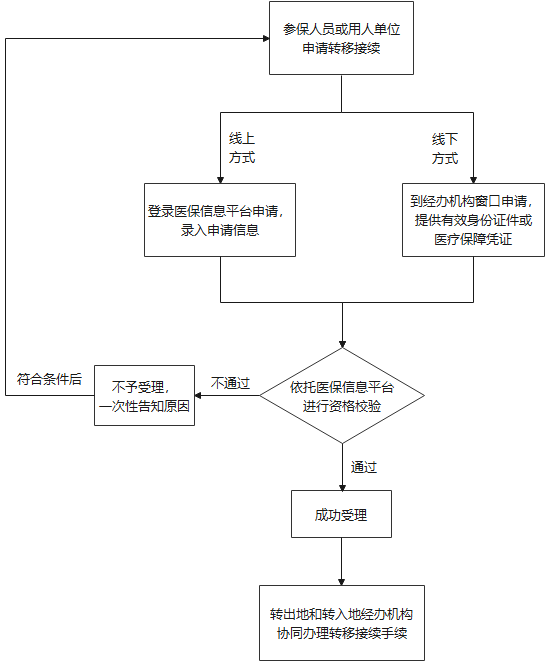 参保人员或用人单位
申请转移接续
线上
方式
线下
方式
登录医保信息平台申请，
录入申请信息
到经办机构窗口申请，
提供有效身份证件或
医疗保障凭证
符合条件后
不予受理，
一次性告知原因
不通过
依托医保信息平台
进行资格校验
通过
成功受理
转出地和转入地经办机构
协同办理转移接续手续